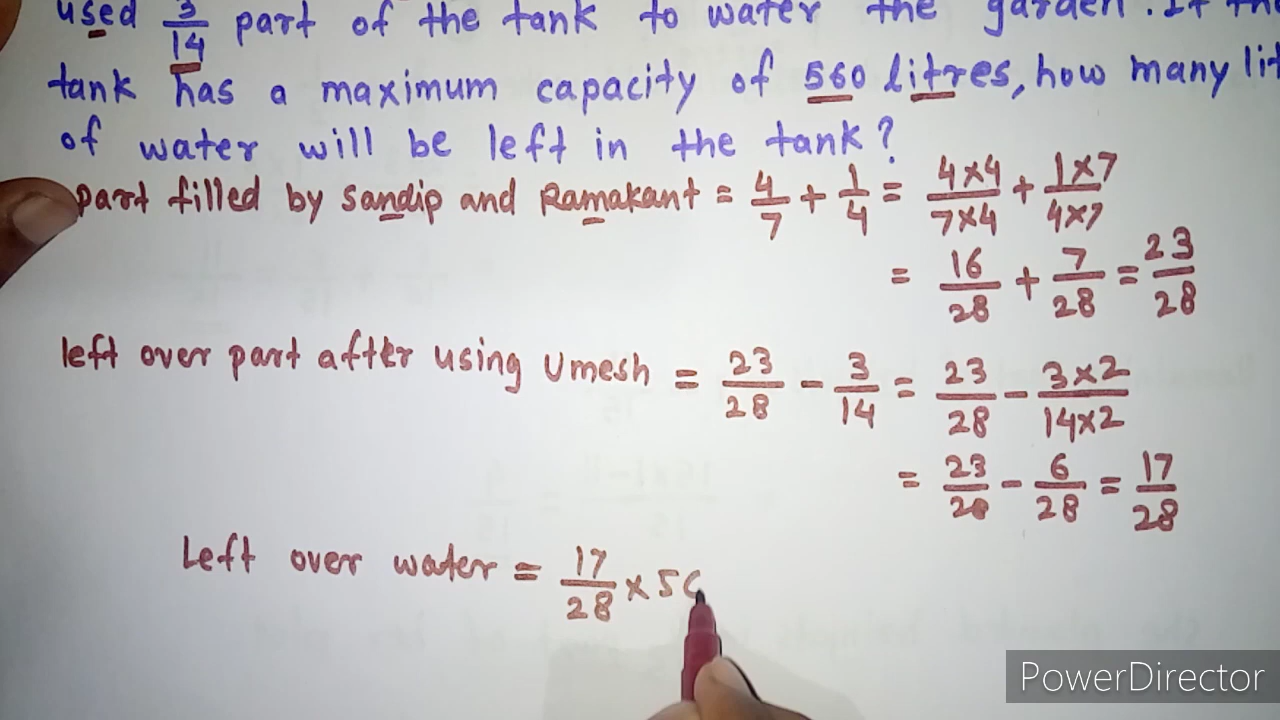 used 3/14 part of the tank to water the garden. If the
tank has a maximum capacity of 560 litres, how many lit
of water will be left in the tank?
part filled by Sandip and Ramakant = 4/7 + 1/4 = 4×4/7×4 + 1×7/4×7
= 16/28 + 7/28 = 23/28
left over part after using Umesh = 23/28 - 3/14 = 23/28 - 3×2/14×2
= 23/28 - 6/28 = 17/28
Left over water = 17/28 × 56
PowerDirector